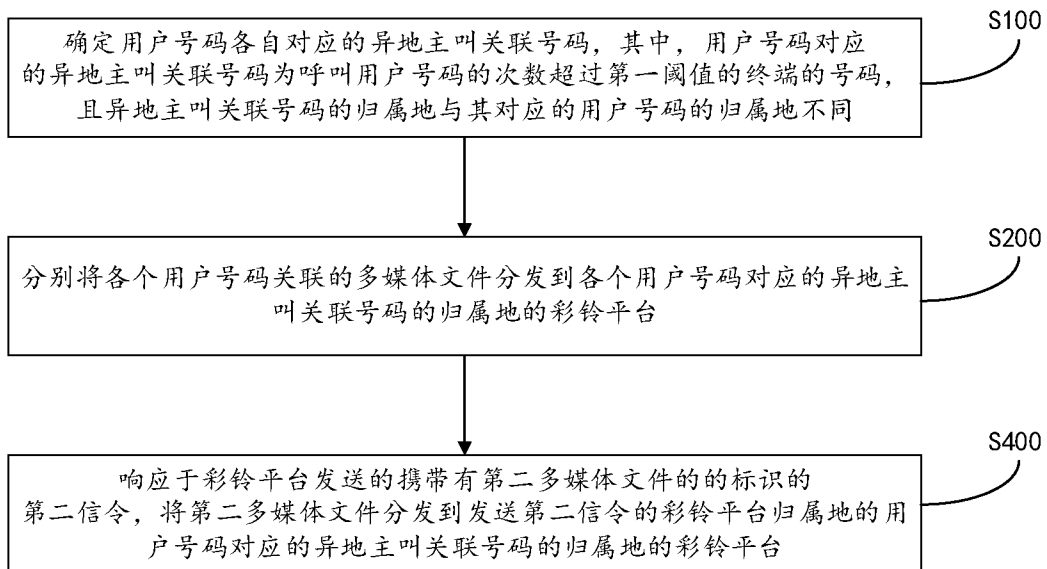 S100
确定用户号码各自对应的异地主叫关联号码，其中，用户号码对应
的异地主叫关联号码为呼叫用户号码的次数超过第一阈值的终端的号码，
且异地主叫关联号码的归属地与其对应的用户号码的归属地不同
S200
分别将各个用户号码关联的多媒体文件分发到各个用户号码对应的异地主
叫关联号码的归属地的彩铃平台
S400
响应于彩铃平台发送的携带有第二多媒体文件的的标识的
第二信令，将第二多媒体文件分发到发送第二信令的彩铃平台归属地的用
户号码对应的异地主叫关联号码的归属地的彩铃平台